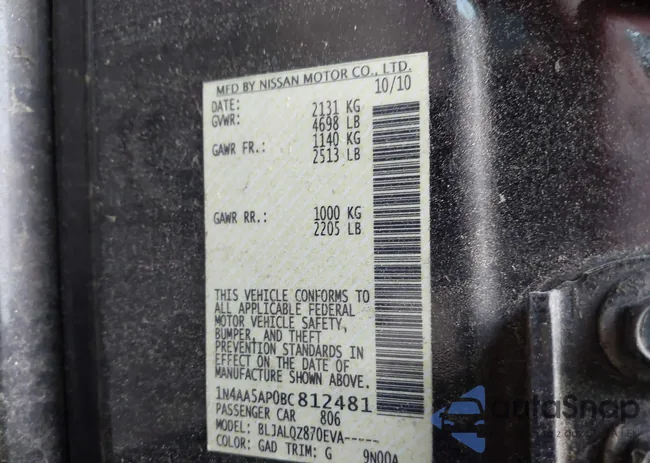 MFD BY NISSAN MOTOR CO., LTD.
DATE: 10/10
GVWR: 2131 KG
4698 LB
GAWR FR.: 1140 KG
2513 LB
GAWR RR.: 1000 KG
2205 LB
THIS VEHICLE CONFORMS TO
ALL APPLICABLE FEDERAL
MOTOR VEHICLE SAFETY,
BUMPER, AND THEFT
PREVENTION STANDARDS IN
EFFECT ON THE DATE OF
MANUFACTURE SHOWN ABOVE.
1N4AA5AP0BC812481
PASSENGER CAR 806
MODEL: BLJALQZ870EVA-----
COLOR: GAD TRIM: G 9N00A
autoSnap